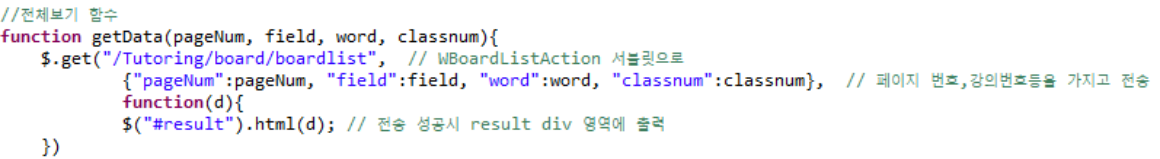 //전체보기 함수
function getData(pageNum, field, word, classnum){
    $.get("/Tutoring/board/boardlist",  // WBoardListAction 서블릿으로
            {"pageNum":pageNum, "field":field, "word":word, "classnum":classnum},  // 페이지 번호,강의번호등을 가지고 전송
            function(d){
            $("#result").html(d); // 전송 성공시 result div 영역에 출력
    })